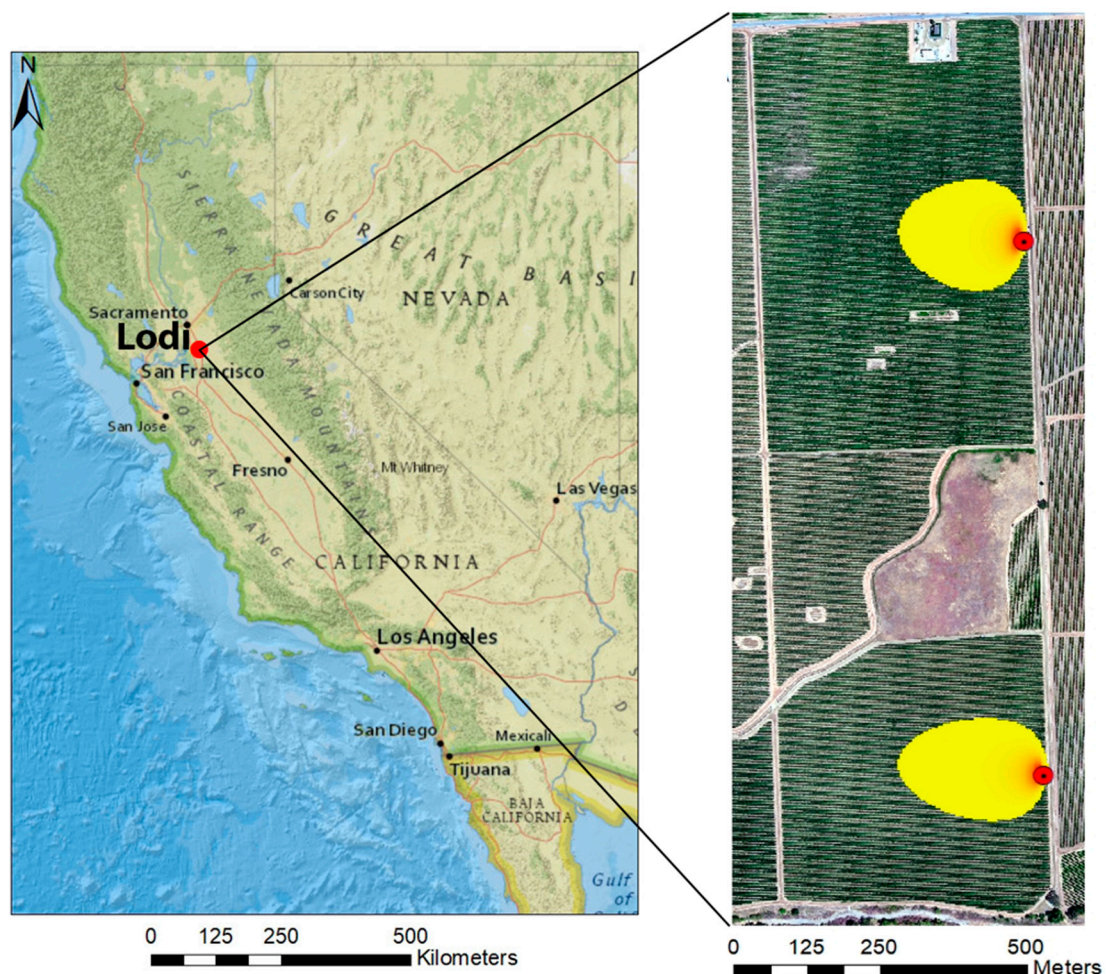 N
SIERRA NEVADA MOUNTAINS
GREAT BASI
NEVADA
Carson City
Sacramento
Lodi
San Francisco
San Jose
COASTAL RANGE
Fresno
Mt Whitney
Las Vegas
CALIFORNIA
Los Angeles
San Diego
Mexicali
Tijuana
BAJA
CALIFORNIA
D
Gulf
of
0 125 250 500
Kilometers
0 125 250 500
Meters